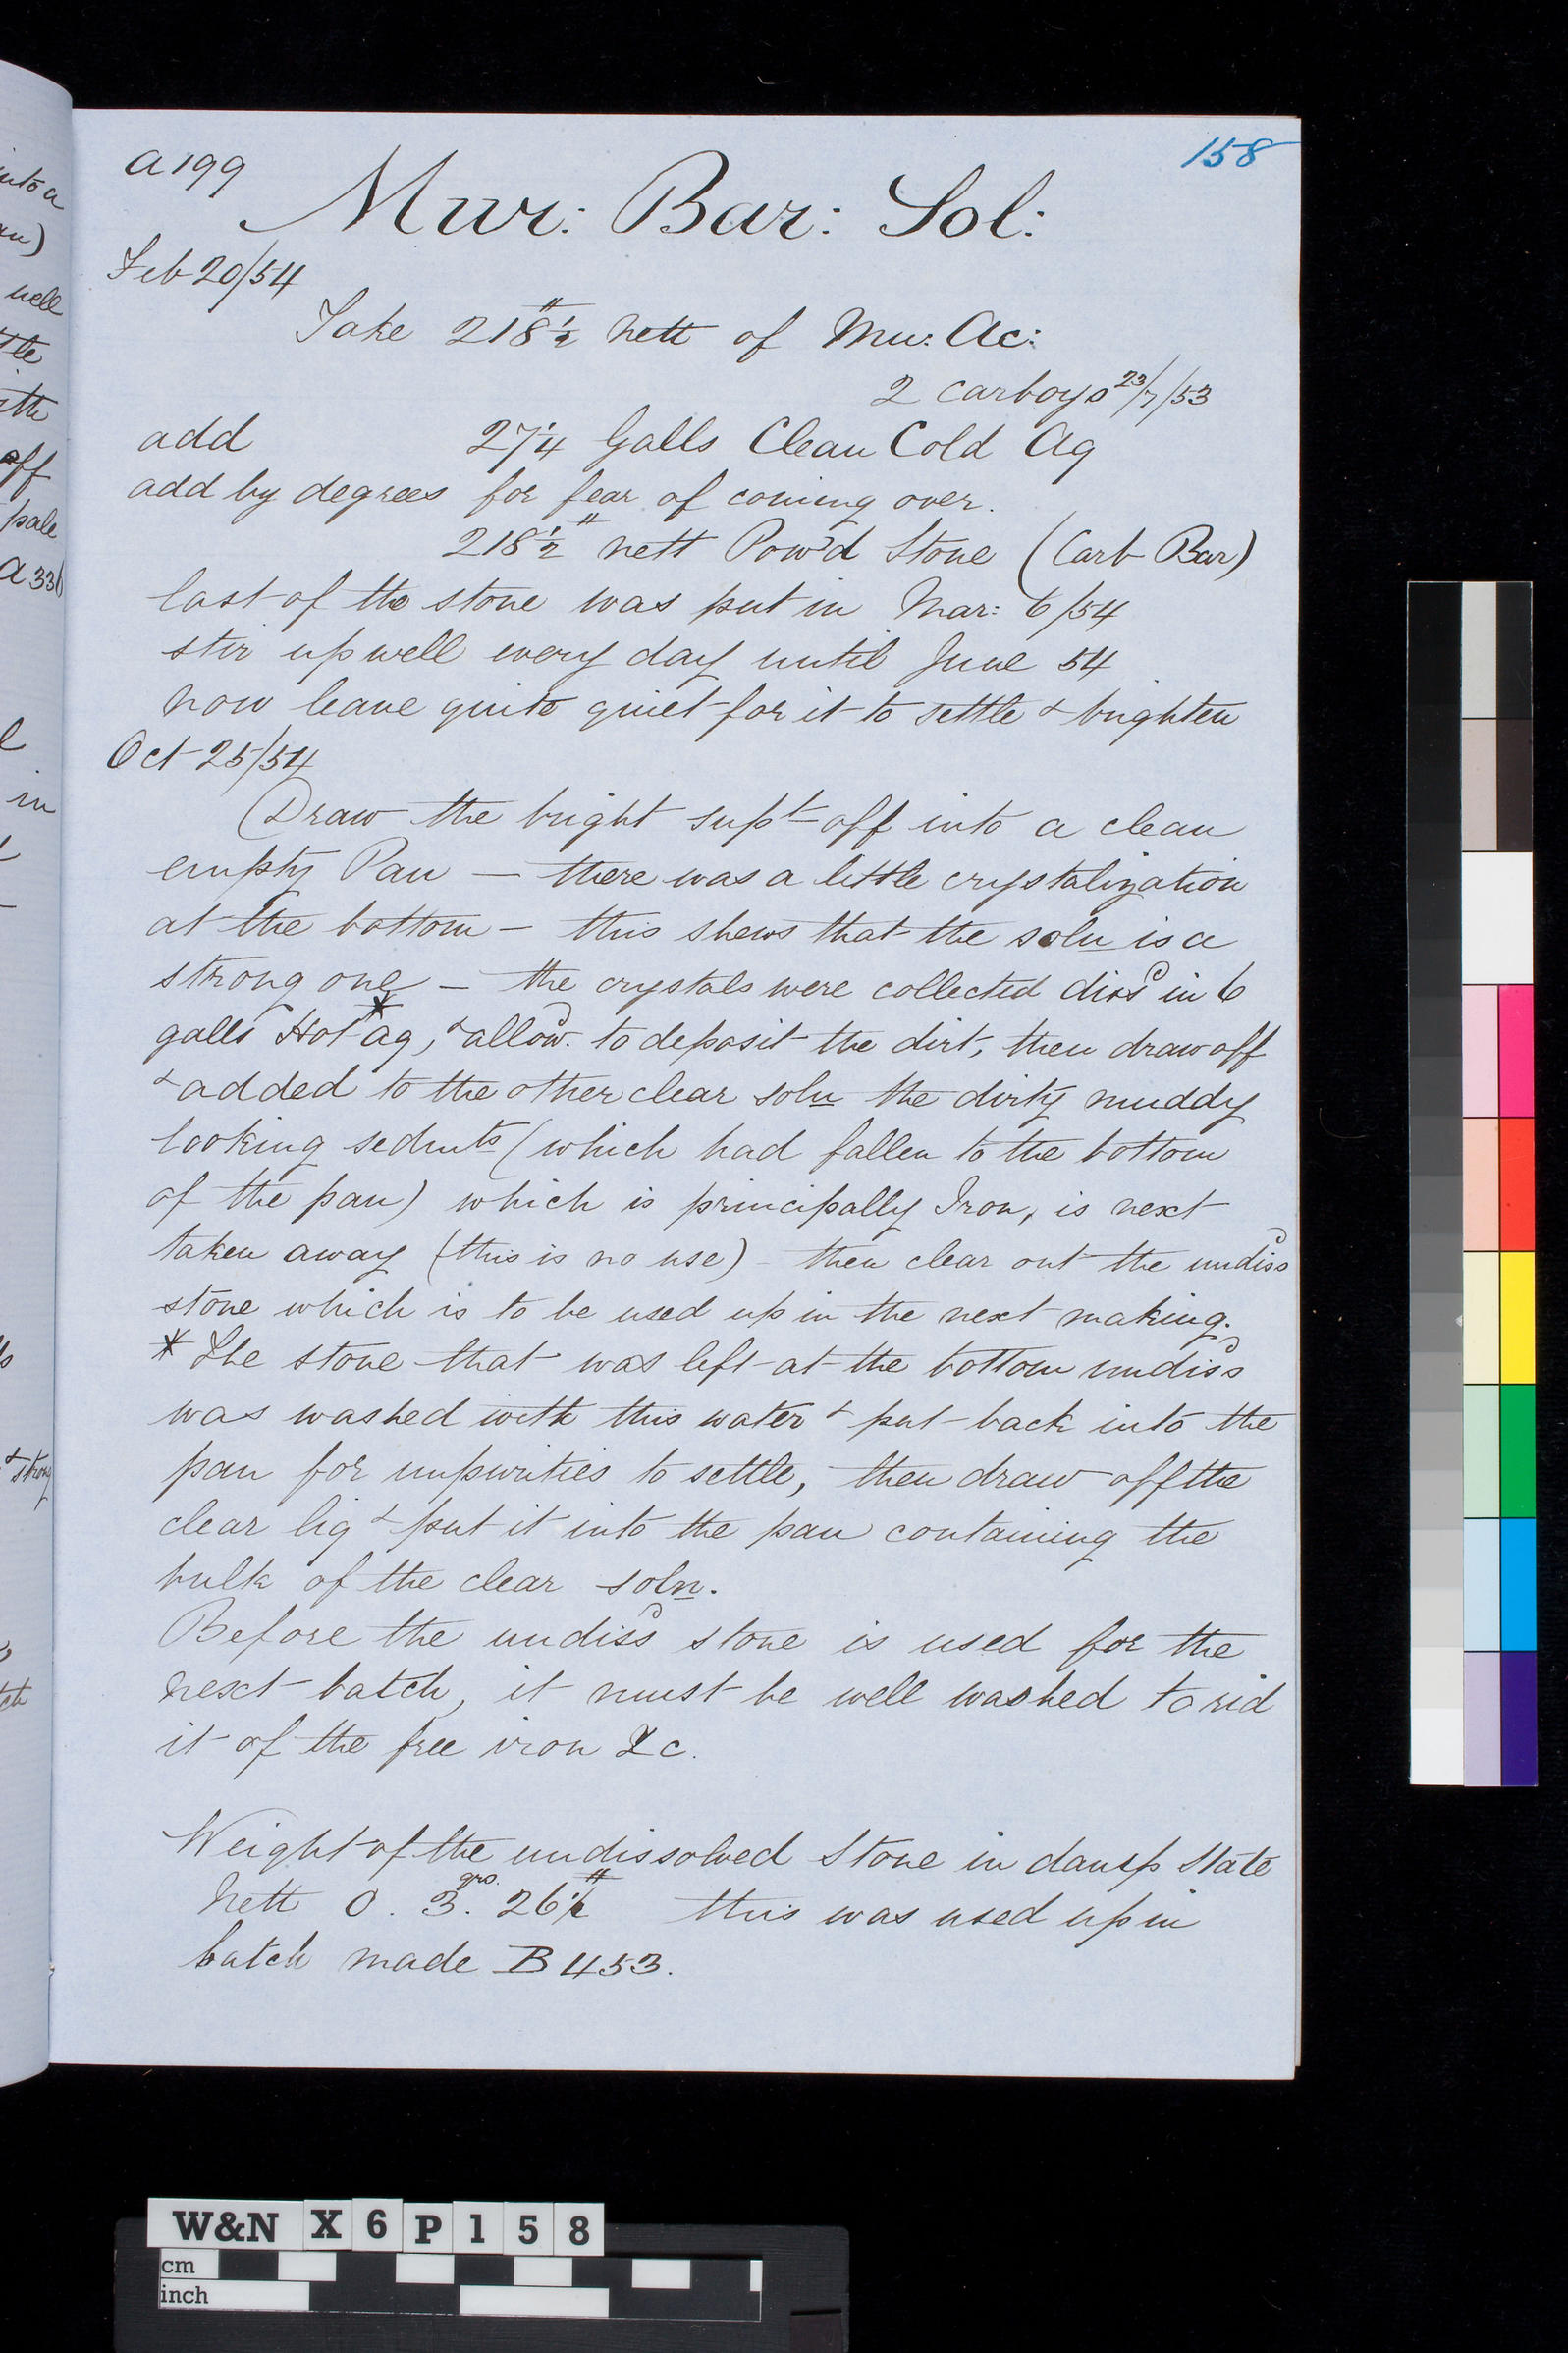 into a
158
a 199
Mur: Bar: Sol:
Feb 20/54
Take 218½# nett of Mu: Ac:
2 Carboys 23/7/53
add 27¼ Galls Clean Cold Aq
add by degrees for fear of coming over.
218½# nett Pow'd Stone (Carb Bar)
last of the stone was put in Mar: 6/54
stir up well every day until June 54
now leave quite quiet for it to settle & brighten
Oct 25/54
Draw the bright supt off into a clean
empty Pan — there was a little crystalization
at the bottom — this shews that the soln is a
strong one — the crystals were collected dissd in 6
galls Hot* aq, & allowd. to deposit the dirt, then draw off
& added to the other clear soln the dirty muddy
looking sedmts (which had fallen to the bottom
of the pan) which is principally Iron, is next
taken away (this is no use) - then clear out the undissd
stone which is to be used up in the next making.
* The stone that was left at the bottom undissd
was washed with this water & put back into the
pan for impurities to settle, then draw off the
clear liq & put it into the pan containing the
bulk of the clear soln.
Before the undissd stone is used for the
next batch, it must be well washed to rid
it of the free iron &c.
Weight of the undissolved Stone in damp State
Nett 0 . 3 qrs. 26½# this was used up in
batch made B 453.
well
off
pale
a 336
in
& strong
W&N X6P158
cm
inch